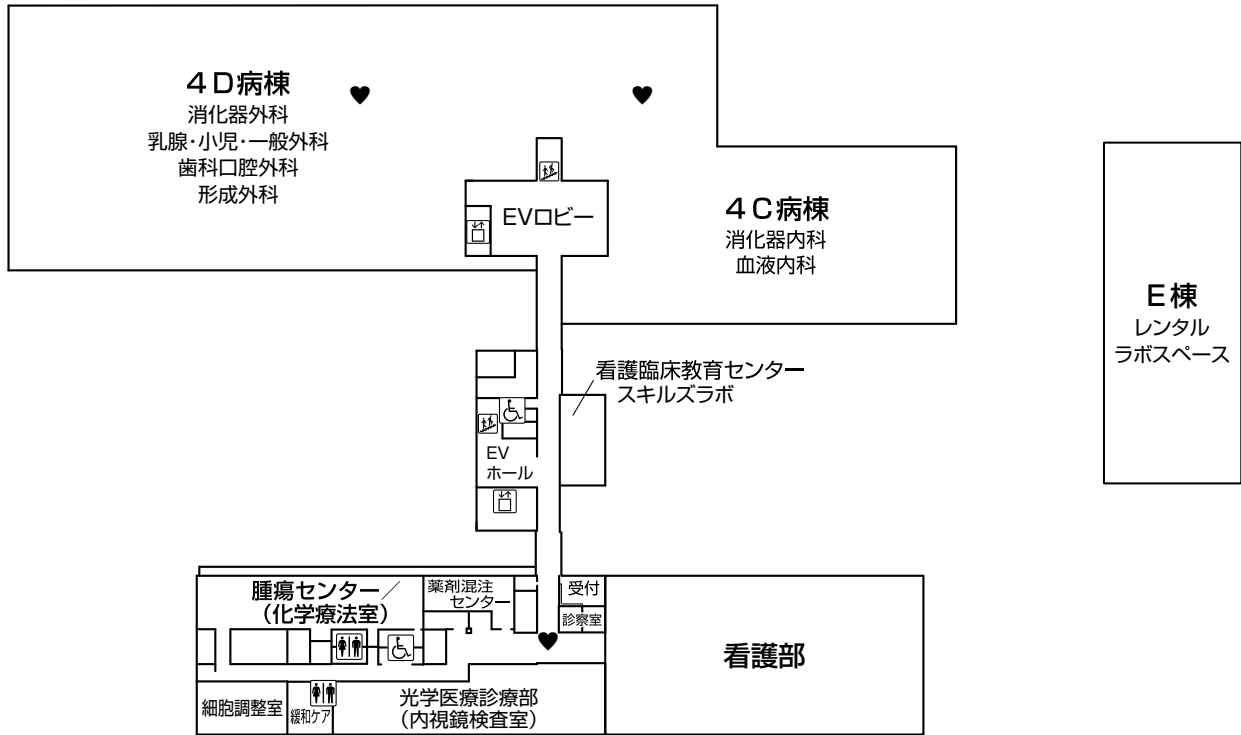 4D病棟
消化器外科
乳腺・小児・一般外科
歯科口腔外科
形成外科
EVロビー
4C病棟
消化器内科
血液内科
E棟
レンタル
ラボスペース
看護臨床教育センター
スキルズラボ
EV
ホール
腫瘍センター/
(化学療法室)
薬剤混注
センター
受付
診察室
看護部
細胞調整室
緩和ケア
光学医療診療部
(内視鏡検査室)